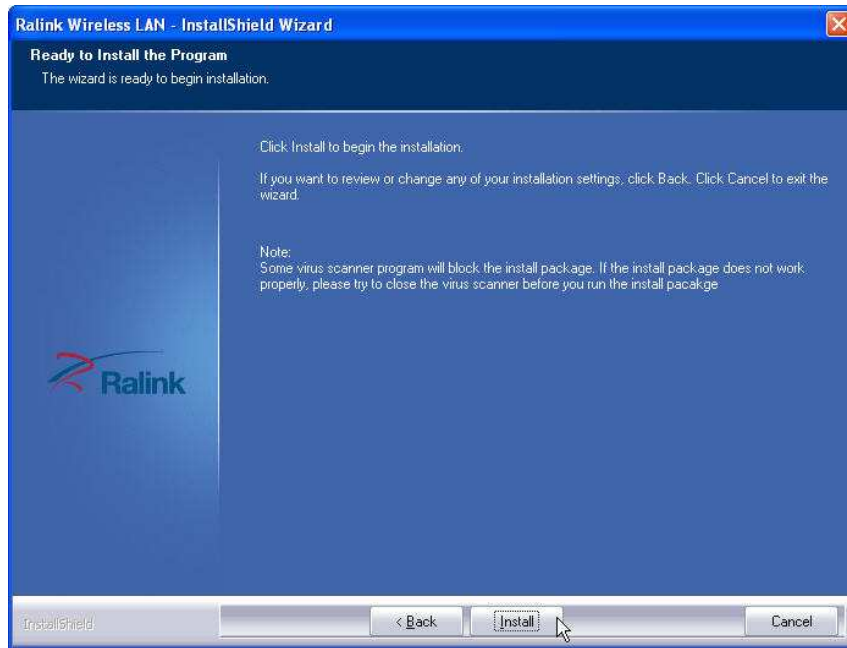 Ralink Wireless LAN - InstallShield Wizard
Ready to Install the Program
The wizard is ready to begin installation.
Click Install to begin the installation.
If you want to review or change any of your installation settings, click Back. Click Cancel to exit the
wizard.
Note:
Some virus scanner program will block the install package. If the install package does not work
properly, please try to close the virus scanner before you run the install pacakge
Ralink
InstallShield
< Back
Install
Cancel